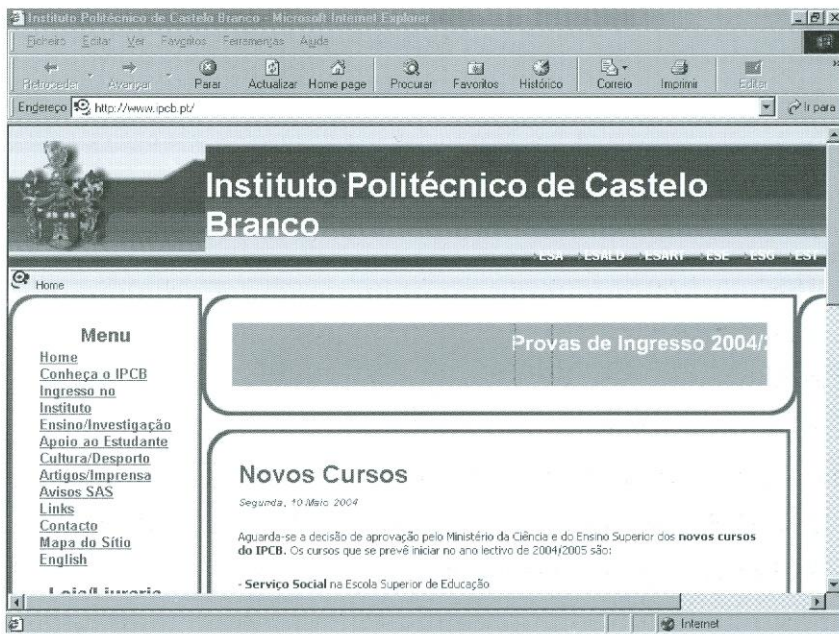 Instituto Politécnico de Castelo Branco - Microsoft Internet Explorer
Ficheiro Editar Ver Favoritos Ferramentas Ajuda
Retroceder Avançar Parar Actualizar Home page Procurar Favoritos Histórico Correio Imprimir Editar
Endereço http://www.ipcb.pt/ Ir para
Instituto Politécnico de Castelo
Branco
ESA ESALD ESART ESE ESG EST
Home
Menu
Home
Conheça o IPCB
Ingresso no
Instituto
Ensino/Investigação
Apoio ao Estudante
Cultura/Desporto
Artigos/Imprensa
Avisos SAS
Links
Contacto
Mapa do Sítio
English
Loja/Livraria
Provas de Ingresso 2004/2
Novos Cursos
Segunda, 10 Maio 2004
Aguarda-se a decisão de aprovação pelo Ministério da Ciência e do Ensino Superior dos novos cursos
do IPCB. Os cursos que se prevê iniciar no ano lectivo de 2004/2005 são:
- Serviço Social na Escola Superior de Educação
Internet